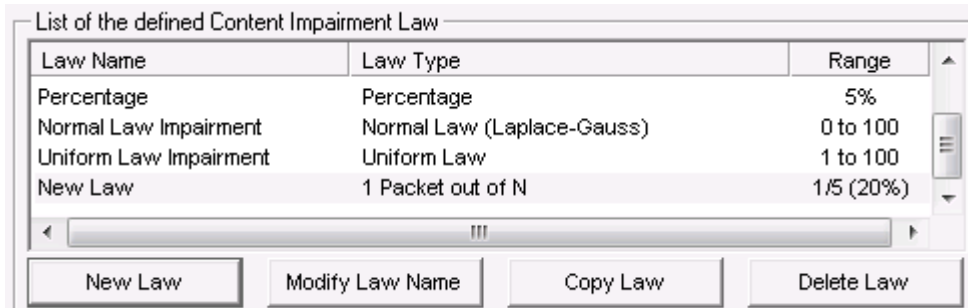 List of the defined Content Impairment Law
Law Name Law Type Range
Percentage Percentage 5%
Normal Law Impairment Normal Law (Laplace-Gauss) 0 to 100
Uniform Law Impairment Uniform Law 1 to 100
New Law 1 Packet out of N 1/5 (20%)
New Law Modify Law Name Copy Law Delete Law